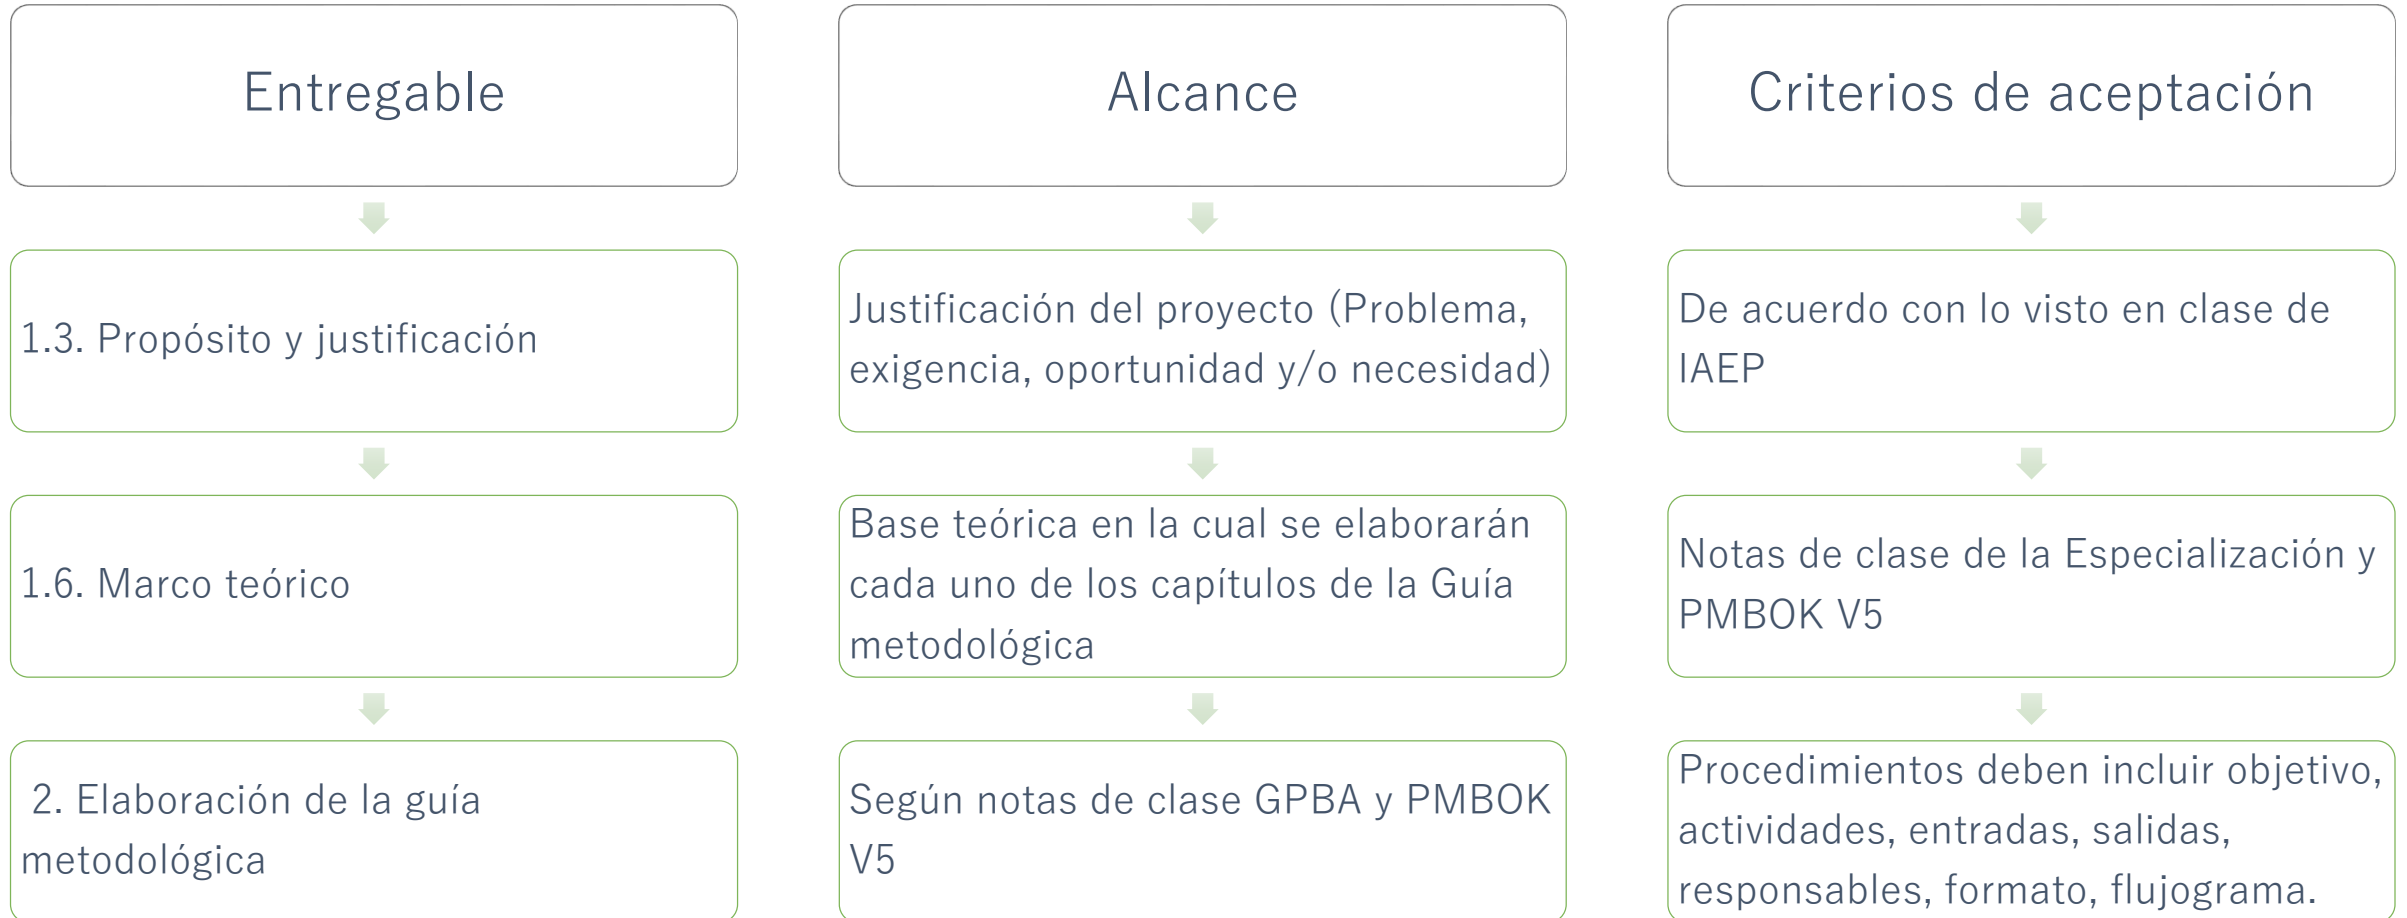 Entregable
Alcance
Criterios de aceptación
1.3. Propósito y justificación
Justificación del proyecto (Problema,
exigencia, oportunidad y/o necesidad)
De acuerdo con lo visto en clase de
IAEP
1.6. Marco teórico
Base teórica en la cual se elaborarán
cada uno de los capítulos de la Guía
metodológica
Notas de clase de la Especialización y
PMBOK V5
2. Elaboración de la guía
metodológica
Según notas de clase GPBA y PMBOK
V5
Procedimientos deben incluir objetivo,
actividades, entradas, salidas,
responsables, formato, flujograma.